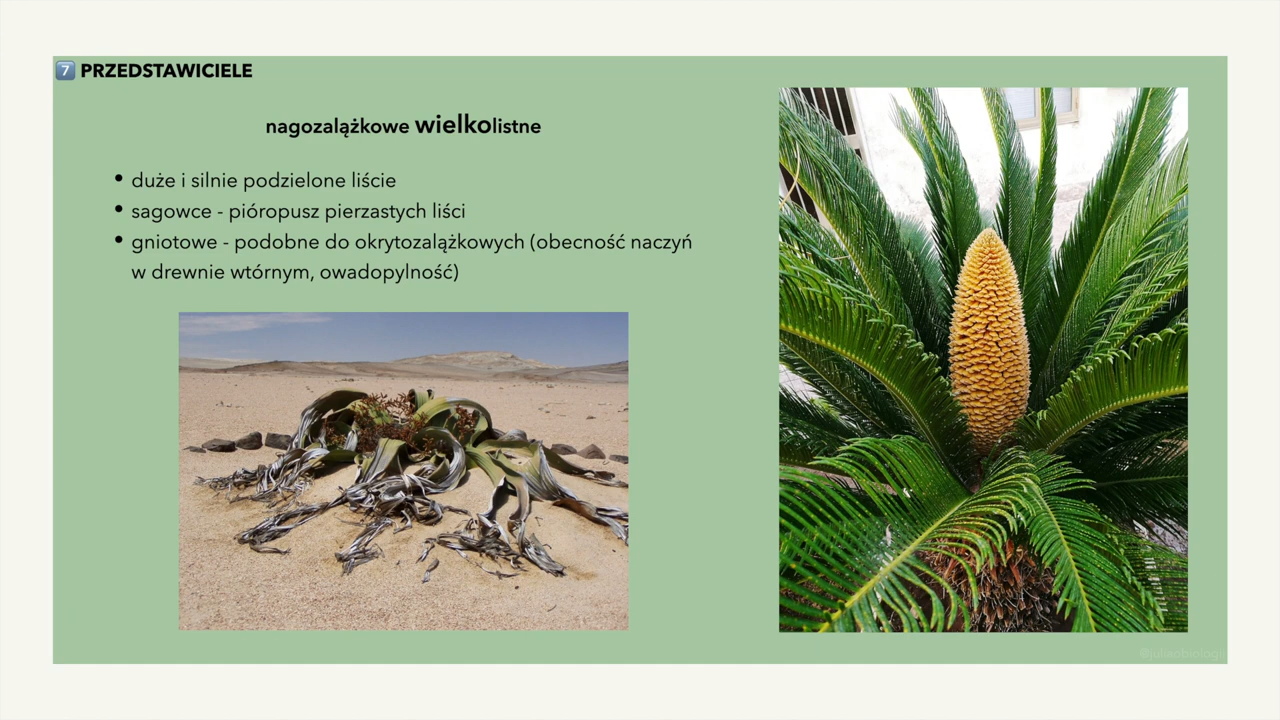 7 PRZEDSTAWICIELE
nagozalążkowe wielkolistne
• duże i silnie podzielone liście
• sagowce - pióropusz pierzastych liści
• gniotowe - podobne do okrytozalążkowych (obecność naczyń
w drewnie wtórnym, owadopylność)